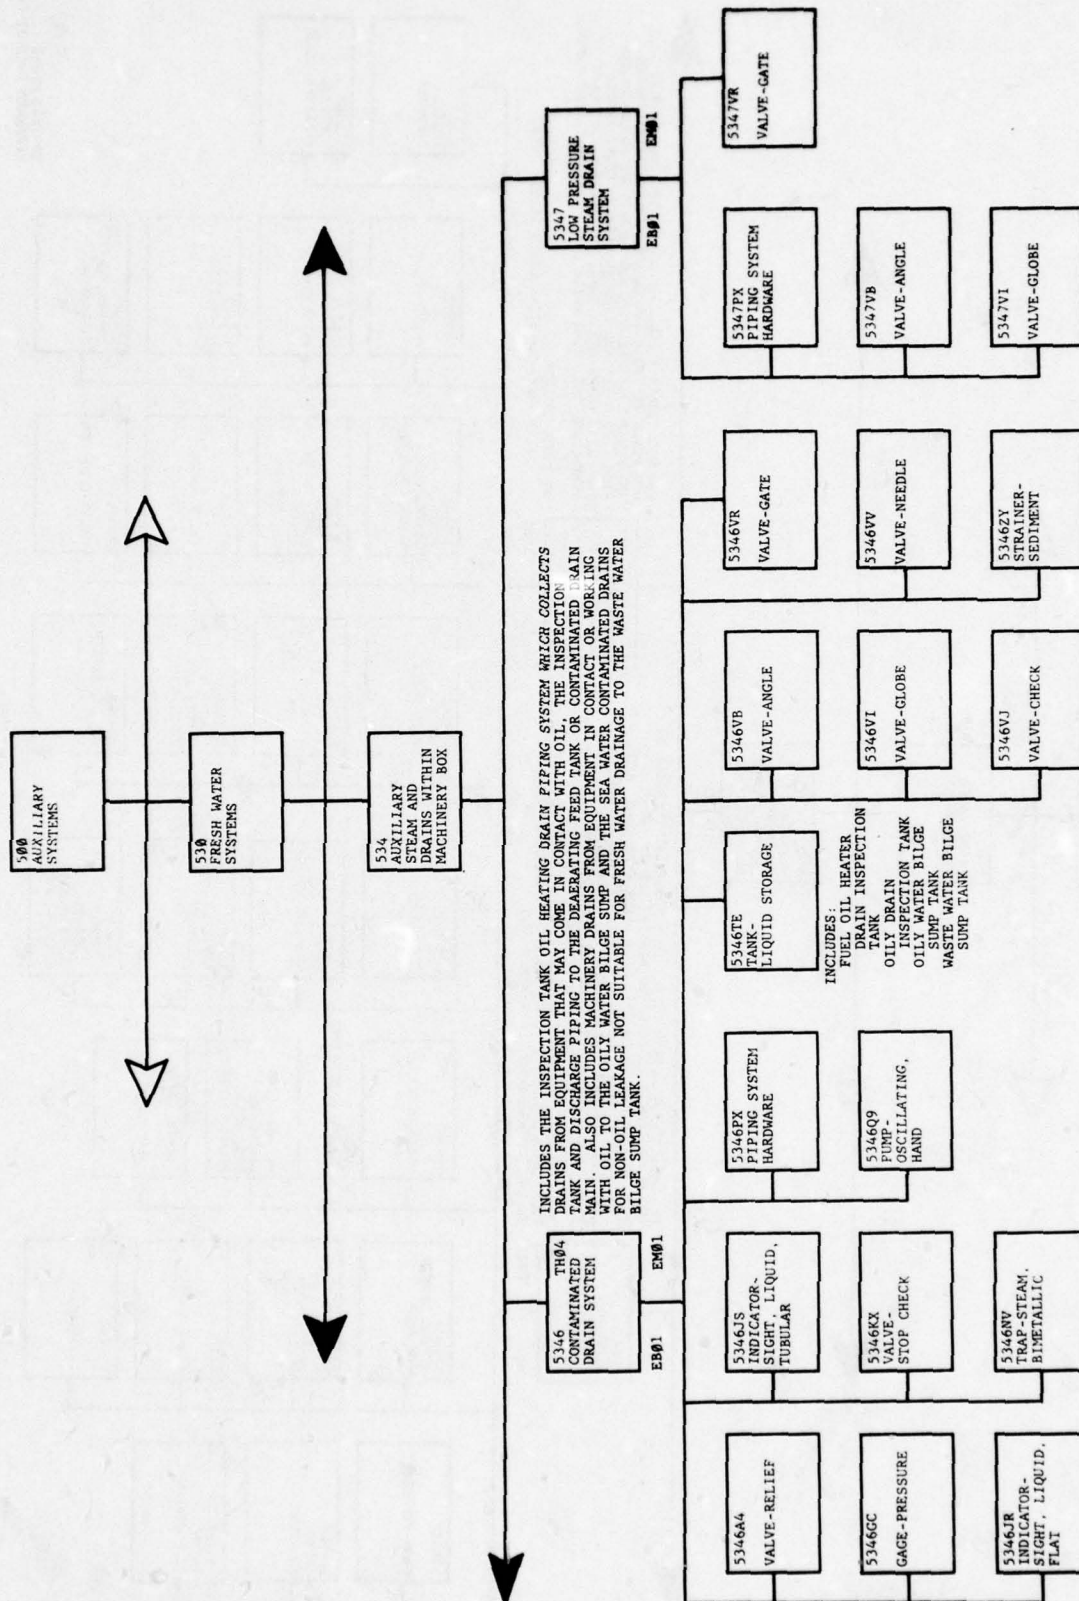 500
AUXILIARY
SYSTEMS
530
FRESH WATER
SYSTEMS
534
AUXILIARY
STEAM AND
DRAINS WITHIN
MACHINERY BOX
INCLUDES THE INSPECTION TANK OIL HEATING DRAIN PIPING SYSTEM WHICH COLLECTS
DRAINS FROM EQUIPMENT THAT MAY COME IN CONTACT WITH OIL, THE INSPECTION
TANK AND DISCHARGE PIPING TO THE DEAERATING FEED TANK OR CONTAMINATED DRAIN
MAIN. ALSO INCLUDES MACHINERY DRAINS FROM EQUIPMENT IN CONTACT OR WORKING
WITH OIL TO THE OILY WATER BILGE SUMP AND THE SEA WATER CONTAMINATED DRAINS
FOR NON-OIL LEAKAGE NOT SUITABLE FOR FRESH WATER DRAINAGE TO THE WASTE WATER
BILGE SUMP TANK.
5346 TH04
CONTAMINATED
DRAIN SYSTEM
EB01 EM01
5347
LOW PRESSURE
STEAM DRAIN
SYSTEM
EB01 EM01
5346A4
VALVE-RELIEF
5346GC
GAGE-PRESSURE
5346JR
INDICATOR-
SIGHT, LIQUID,
FLAT
5346JS
INDICATOR-
SIGHT, LIQUID,
TUBULAR
5346KX
VALVE-
STOP CHECK
5346NV
TRAP-STEAM,
BIMETALLIC
5346PX
PIPING SYSTEM
HARDWARE
5346Q9
PUMP-
OSCILLATING,
HAND
5346TE
TANK-
LIQUID STORAGE
INCLUDES:
FUEL OIL HEATER
DRAIN INSPECTION
TANK
OILY DRAIN
INSPECTION TANK
OILY WATER BILGE
SUMP TANK
WASTE WATER BILGE
SUMP TANK
5346VB
VALVE-ANGLE
5346VI
VALVE-GLOBE
5346VJ
VALVE-CHECK
5346VR
VALVE-GATE
5346VV
VALVE-NEEDLE
5346ZY
STRAINER-
SEDIMENT
5347PX
PIPING SYSTEM
HARDWARE
5347VB
VALVE-ANGLE
5347VI
VALVE-GLOBE
5347VR
VALVE-GATE